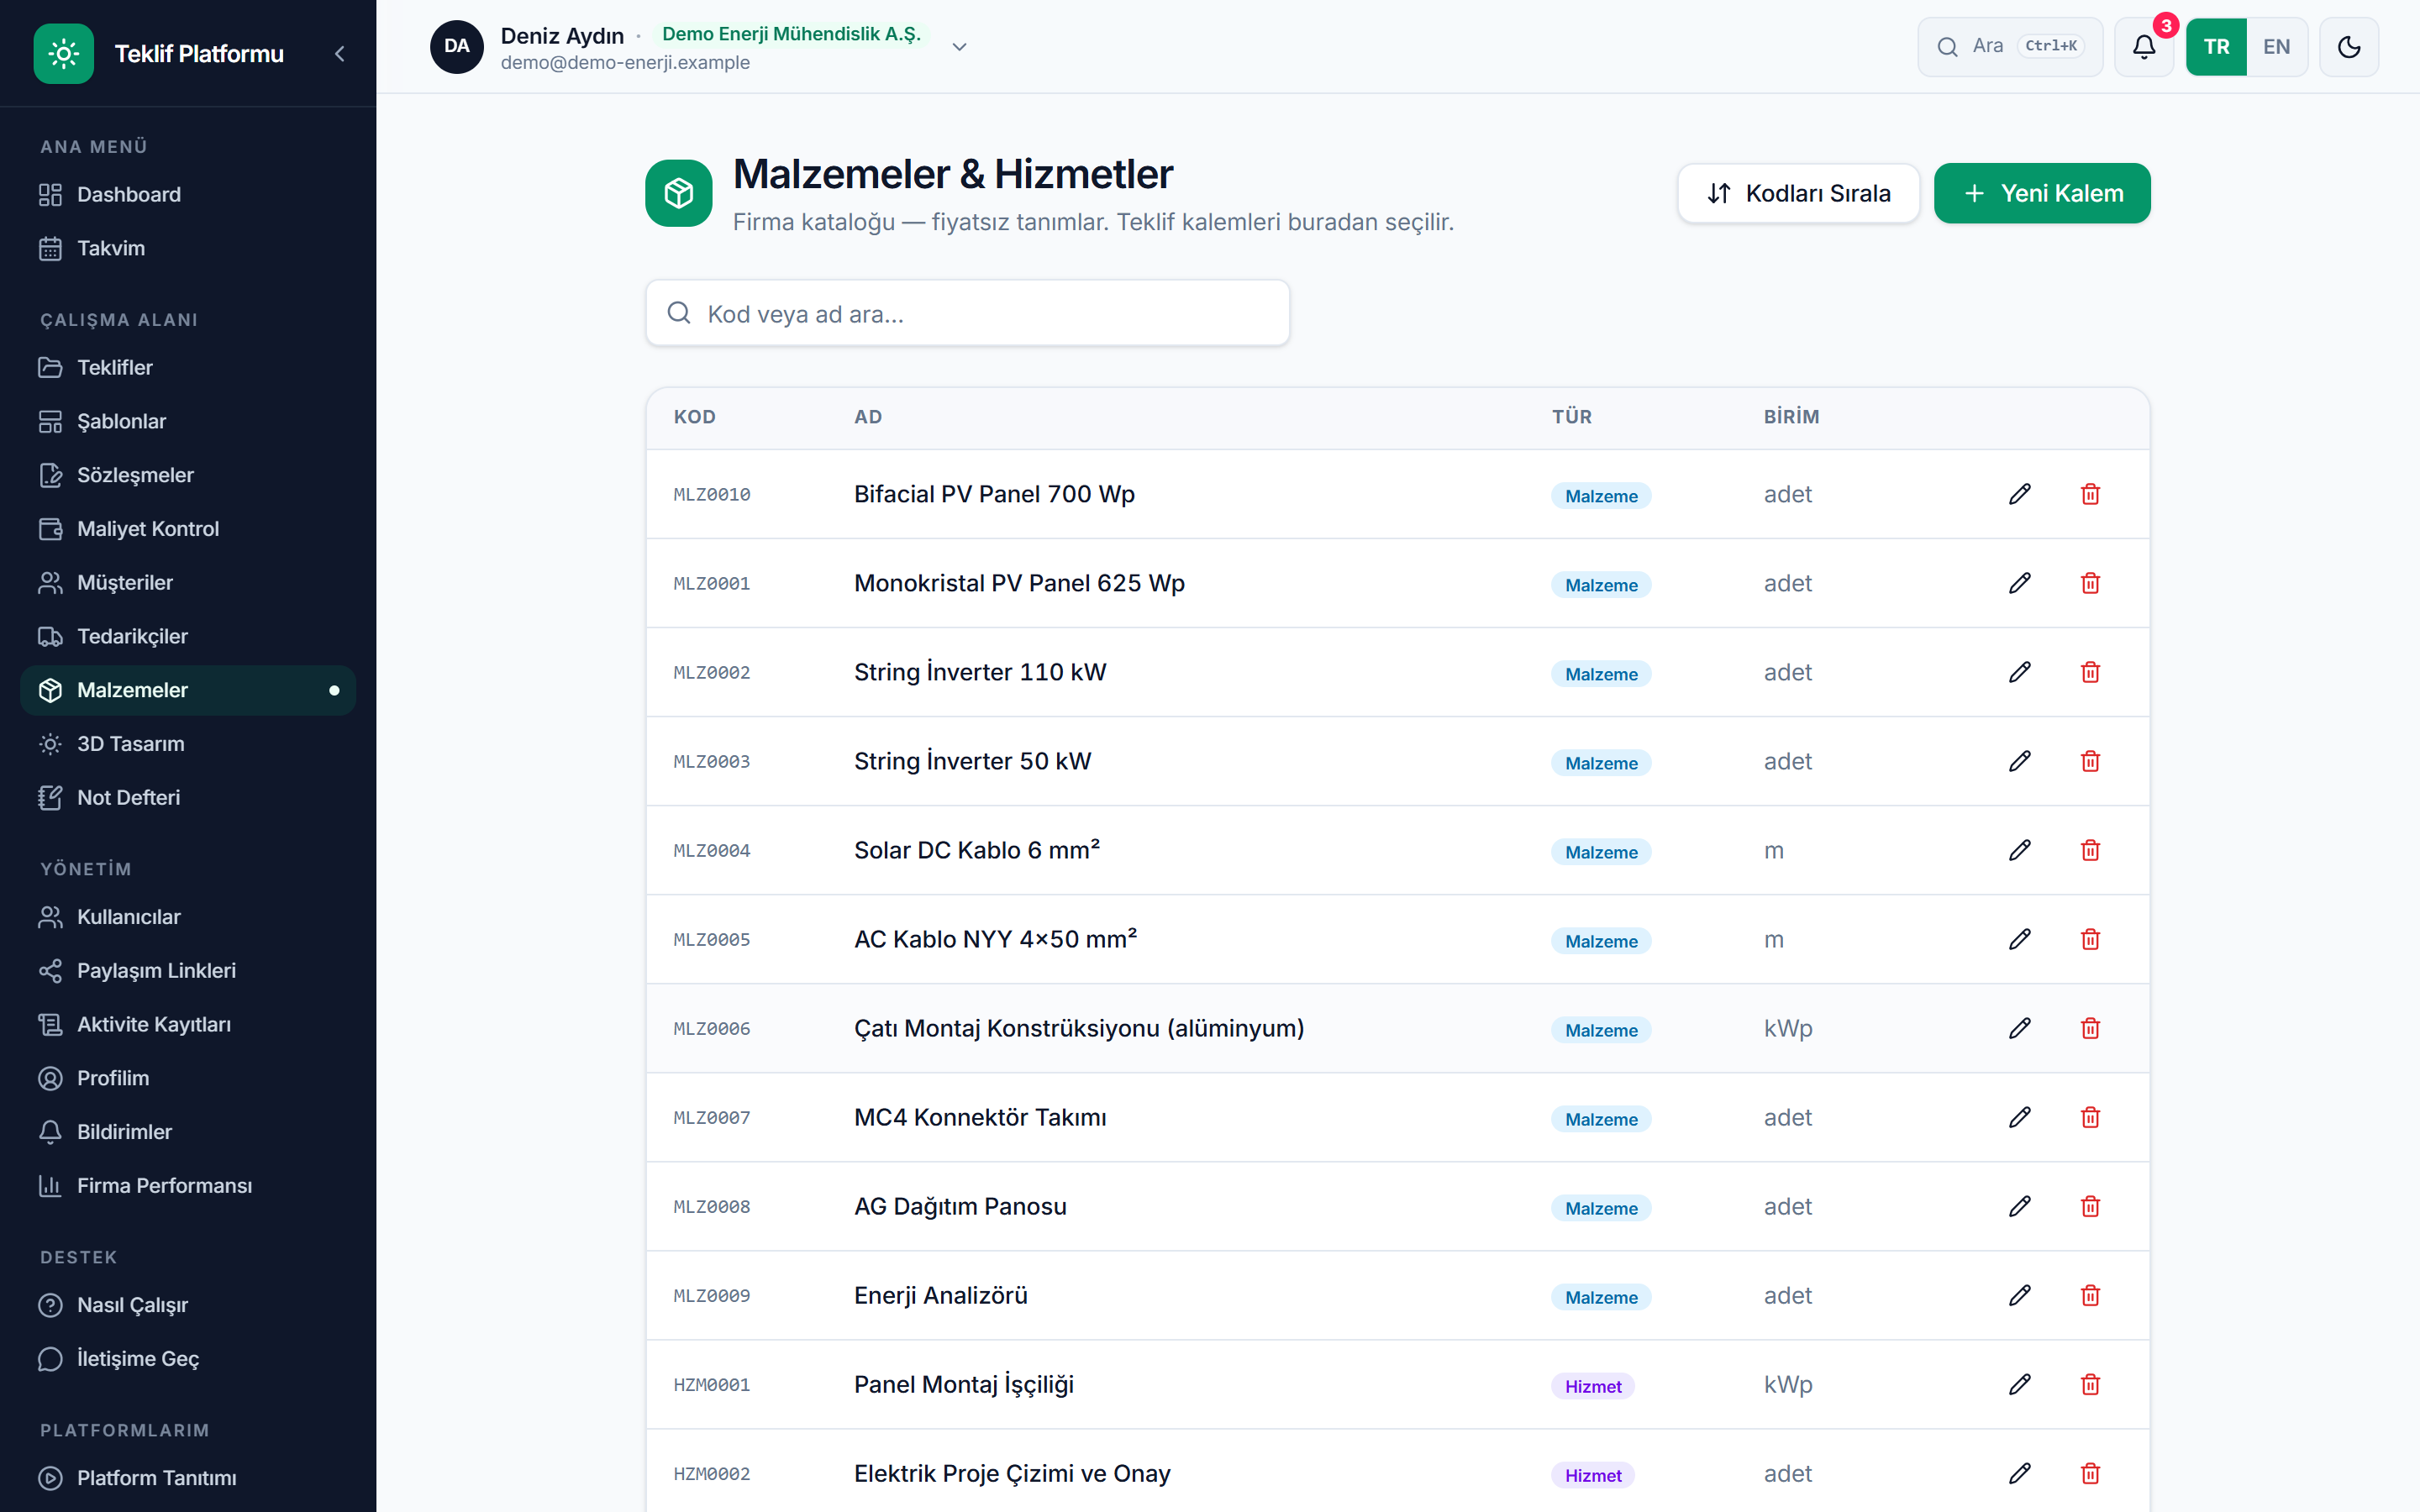 Teklif Platformu
ANA MENÜ
Dashboard
Takvim
ÇALIŞMA ALANI
Teklifler
Şablonlar
Sözleşmeler
Maliyet Kontrol
Müşteriler
Tedarikçiler
Malzemeler
3D Tasarım
Not Defteri
YÖNETİM
Kullanıcılar
Paylaşım Linkleri
Aktivite Kayıtları
Profilim
Bildirimler
Firma Performansı
DESTEK
Nasıl Çalışır
İletişime Geç
PLATFORMLARIM
Platform Tanıtımı
DA Deniz Aydın · Demo Enerji Mühendislik A.Ş.
demo@demo-enerji.example
Ara Ctrl+K 3 TR EN
Malzemeler & Hizmetler
Firma kataloğu — fiyatsız tanımlar. Teklif kalemleri buradan seçilir.
Kodları Sırala
Yeni Kalem
Kod veya ad ara...
KOD AD TÜR BİRİM
MLZ0010 Bifacial PV Panel 700 Wp Malzeme adet
MLZ0001 Monokristal PV Panel 625 Wp Malzeme adet
MLZ0002 String İnverter 110 kW Malzeme adet
MLZ0003 String İnverter 50 kW Malzeme adet
MLZ0004 Solar DC Kablo 6 mm² Malzeme m
MLZ0005 AC Kablo NYY 4×50 mm² Malzeme m
MLZ0006 Çatı Montaj Konstrüksiyonu (alüminyum) Malzeme kWp
MLZ0007 MC4 Konnektör Takımı Malzeme adet
MLZ0008 AG Dağıtım Panosu Malzeme adet
MLZ0009 Enerji Analizörü Malzeme adet
HZM0001 Panel Montaj İşçiliği Hizmet kWp
HZM0002 Elektrik Proje Çizimi ve Onay Hizmet adet